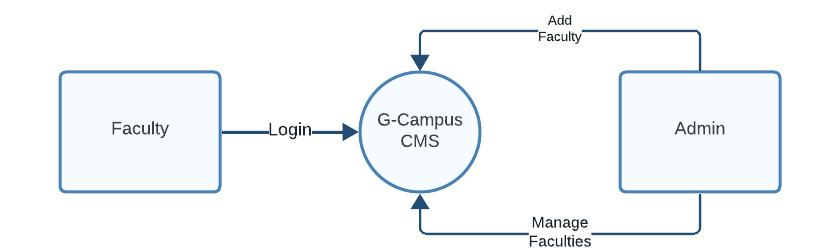 Add
Faculty
Faculty
Login
G-Campus
CMS
Admin
Manage
Faculties